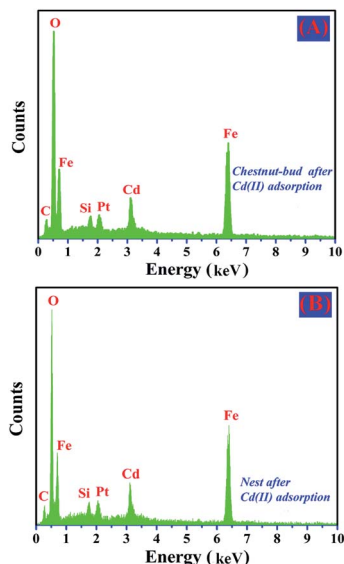 (A)
O
Fe
Fe
Cd
Si
Pt
C
Chestnut-bud after
Cd(II) adsorption
Counts
0 1 2 3 4 5 6 7 8 9 10
Energy (keV)
(B)
O
Fe
Fe
Cd
Si
Pt
C
Nest after
Cd(II) adsorption
Counts
0 1 2 3 4 5 6 7 8 9 10
Energy (keV)